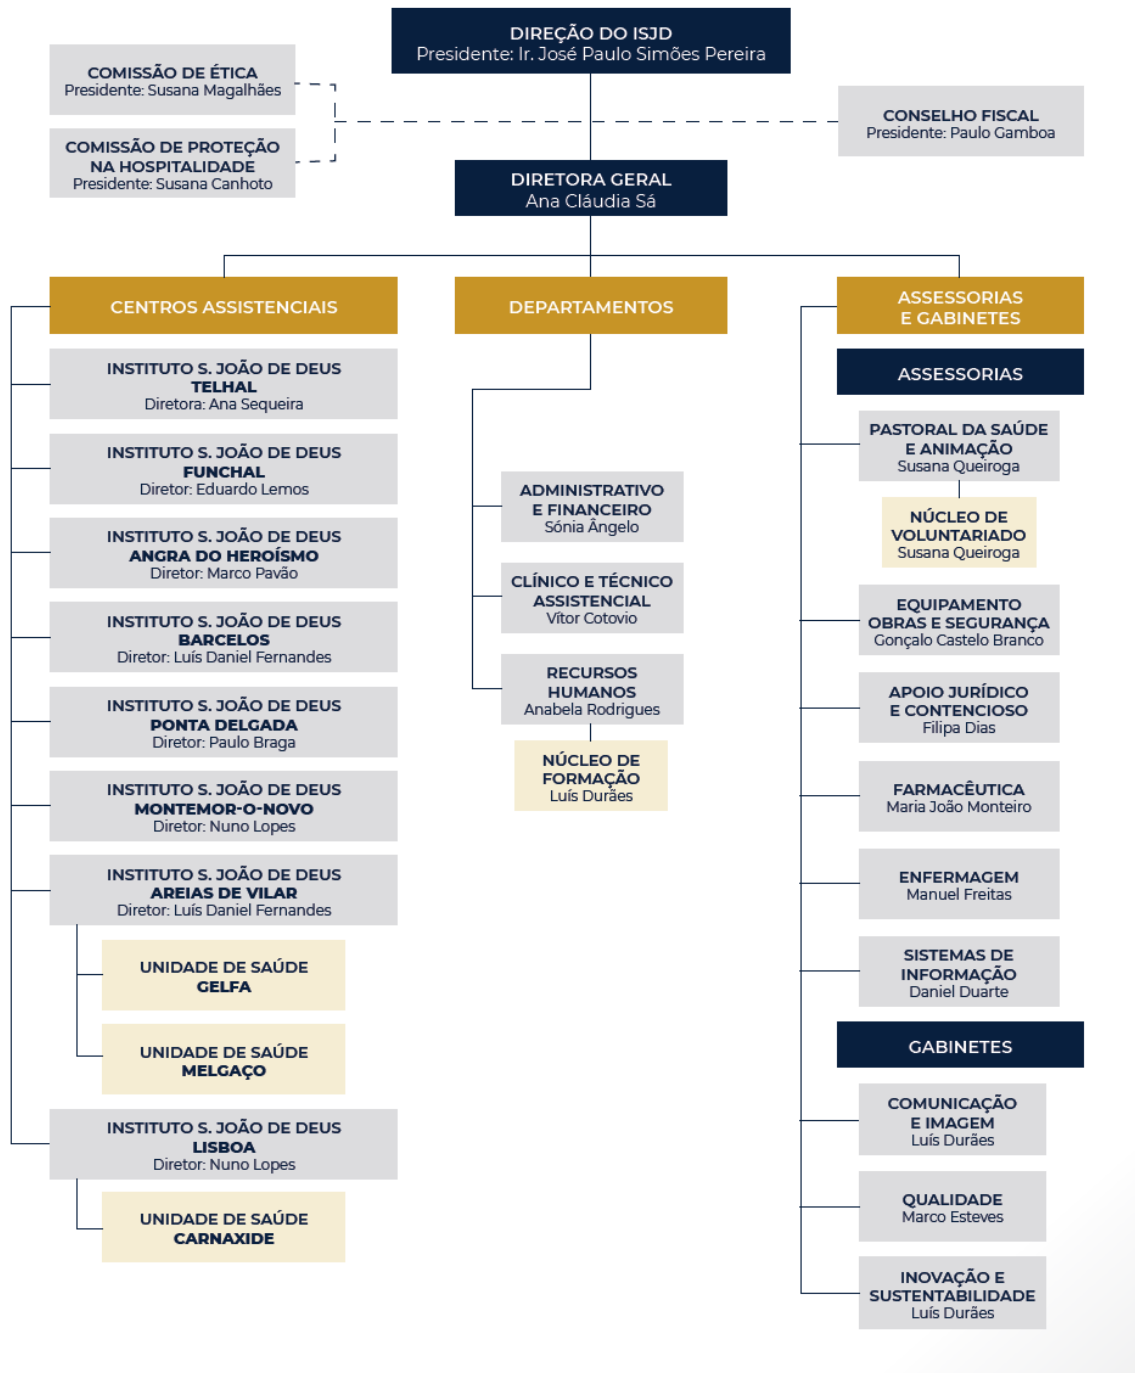 DIREÇÃO DO ISJD
Presidente: Ir. José Paulo Simões Pereira
COMISSÃO DE ÉTICA
Presidente: Susana Magalhães
CONSELHO FISCAL
Presidente: Paulo Gamboa
COMISSÃO DE PROTEÇÃO
NA HOSPITALIDADE
Presidente: Susana Canhoto
DIRETORA GERAL
Ana Cláudia Sá
CENTROS ASSISTENCIAIS
INSTITUTO S. JOÃO DE DEUS
TELHAL
Diretora: Ana Sequeira
INSTITUTO S. JOÃO DE DEUS
FUNCHAL
Diretor: Eduardo Lemos
INSTITUTO S. JOÃO DE DEUS
ANGRA DO HEROÍSMO
Diretor: Marco Pavão
INSTITUTO S. JOÃO DE DEUS
BARCELOS
Diretor: Luís Daniel Fernandes
INSTITUTO S. JOÃO DE DEUS
PONTA DELGADA
Diretor: Paulo Braga
INSTITUTO S. JOÃO DE DEUS
MONTEMOR-O-NOVO
Diretor: Nuno Lopes
INSTITUTO S. JOÃO DE DEUS
AREIAS DE VILAR
Diretor: Luís Daniel Fernandes
UNIDADE DE SAÚDE
GELFA
UNIDADE DE SAÚDE
MELGAÇO
INSTITUTO S. JOÃO DE DEUS
LISBOA
Diretor: Nuno Lopes
UNIDADE DE SAÚDE
CARNAXIDE
DEPARTAMENTOS
ADMINISTRATIVO
E FINANCEIRO
Sónia Ângelo
CLÍNICO E TÉCNICO
ASSISTENCIAL
Vítor Cotovio
RECURSOS
HUMANOS
Anabela Rodrigues
NÚCLEO DE
FORMAÇÃO
Luís Durães
ASSESSORIAS
E GABINETES
ASSESSORIAS
PASTORAL DA SAÚDE
E ANIMAÇÃO
Susana Queiroga
NÚCLEO DE
VOLUNTARIADO
Susana Queiroga
EQUIPAMENTO
OBRAS E SEGURANÇA
Gonçalo Castelo Branco
APOIO JURÍDICO
E CONTENCIOSO
Filipa Dias
FARMACÊUTICA
Maria João Monteiro
ENFERMAGEM
Manuel Freitas
SISTEMAS DE
INFORMAÇÃO
Daniel Duarte
GABINETES
COMUNICAÇÃO
E IMAGEM
Luís Durães
QUALIDADE
Marco Esteves
INOVAÇÃO E
SUSTENTABILIDADE
Luís Durães